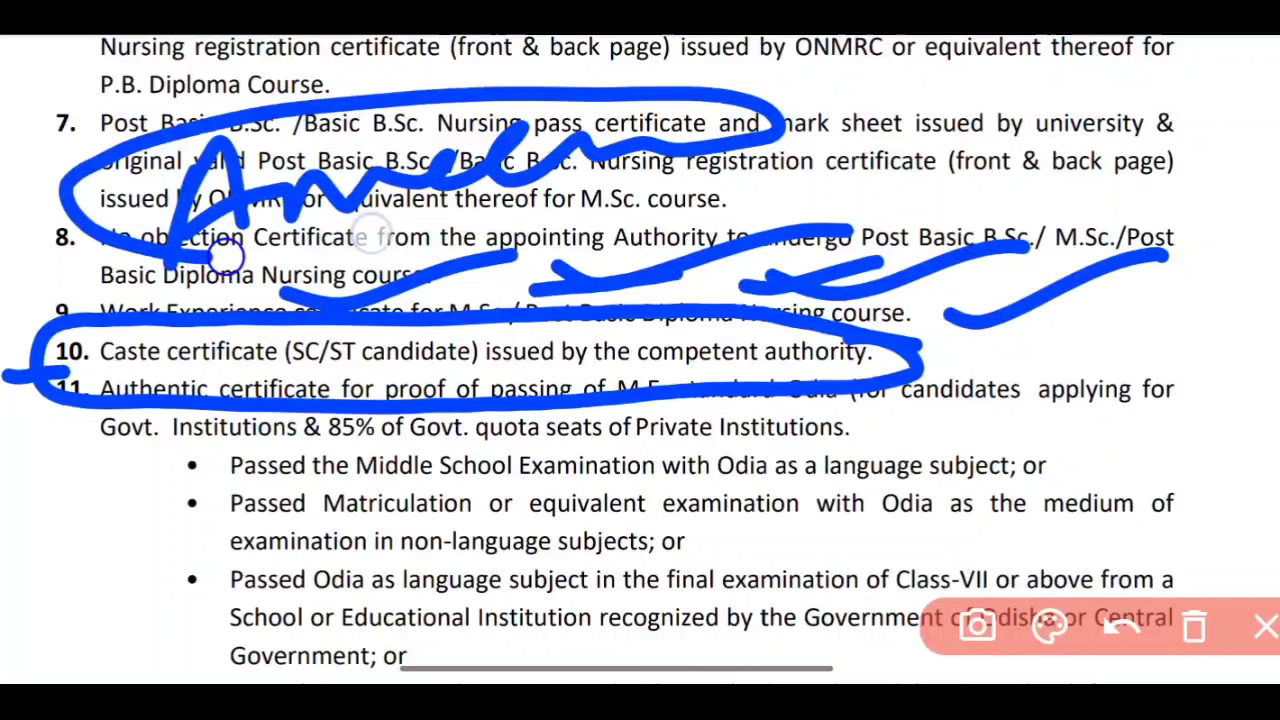 Nursing registration certificate (front & back page) issued by ONMRC or equivalent thereof for
P.B. Diploma Course.
7. Post Basic B.Sc. /Basic B.Sc. Nursing pass certificate and mark sheet issued by university &
original valid Post Basic B.Sc. /Basic B.Sc. Nursing registration certificate (front & back page)
issued by ONMRC or equivalent thereof for M.Sc. course.
8. No objection Certificate from the appointing Authority to undergo Post Basic B.Sc./ M.Sc./Post
Basic Diploma Nursing course.
9. Work Experience certificate for M.Sc./ Post Basic Diploma Nursing course.
10. Caste certificate (SC/ST candidate) issued by the competent authority.
11. Authentic certificate for proof of passing of M.E. standard Odia (for candidates applying for
Govt. Institutions & 85% of Govt. quota seats of Private Institutions.
• Passed the Middle School Examination with Odia as a language subject; or
• Passed Matriculation or equivalent examination with Odia as the medium of
examination in non-language subjects; or
• Passed Odia as language subject in the final examination of Class-VII or above from a
School or Educational Institution recognized by the Government of Odisha or Central
Government; or